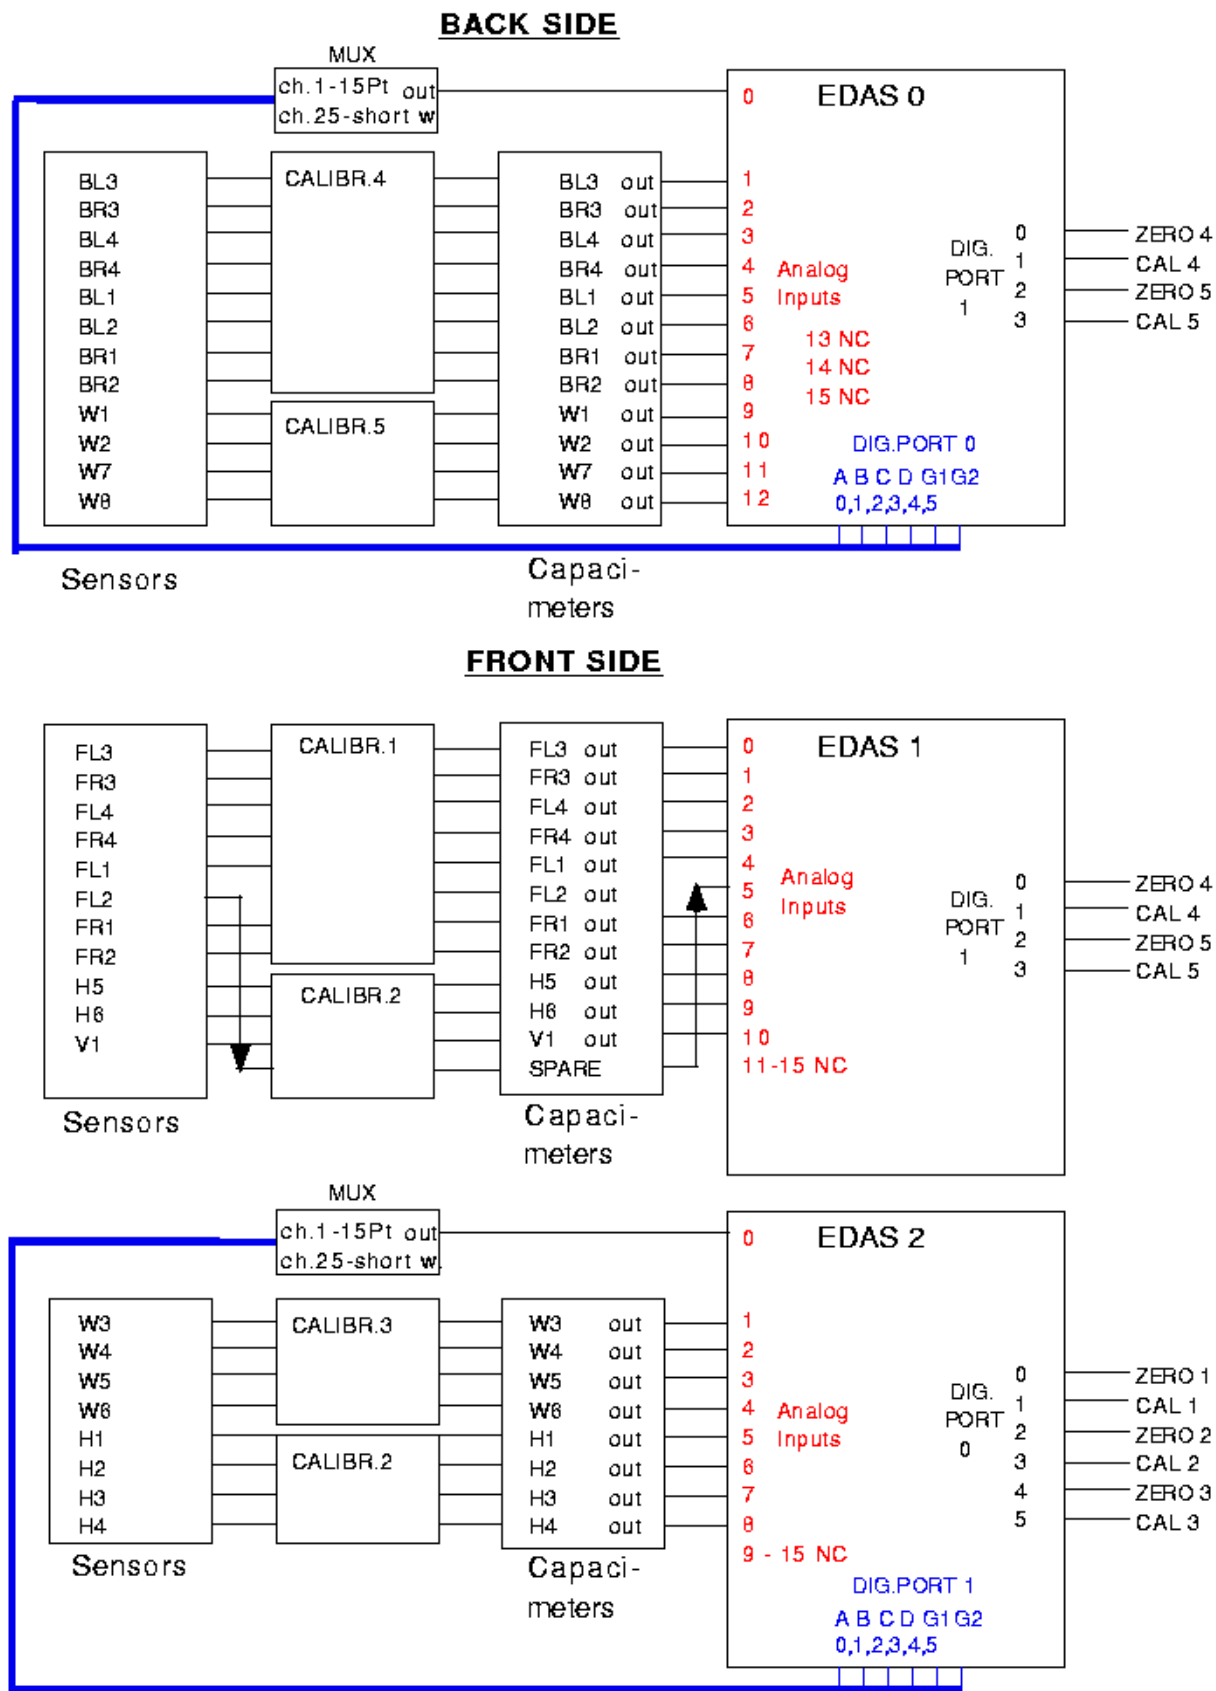 BACK SIDE
MUX
ch.1-15Pt out
ch.25-short w
0 EDAS 0
CALIBR.4
BL3 BL3 out 1
BR3 BR3 out 2
BL4 BL4 out 3
BR4 BR4 out 4
BL1 BL1 out 5
BL2 BL2 out 6
BR1 BR1 out 7
BR2 BR2 out 8
CALIBR.5
W1 W1 out 9
W2 W2 out 10
W7 W7 out 11
W8 W8 out 12
Analog
Inputs
13 NC
14 NC
15 NC
DIG.
PORT
1
0 ZERO 4
1 CAL 4
2 ZERO 5
3 CAL 5
DIG.PORT 0
A B C D G1G2
0,1,2,3,4,5
Sensors
Capaci-
meters
FRONT SIDE
CALIBR.1
EDAS 1
FL3 FL3 out 0
FR3 FR3 out 1
FL4 FL4 out 2
FR4 FR4 out 3
FL1 FL1 out 4
FL2 FL2 out 5
FR1 FR1 out 6
FR2 FR2 out 7
CALIBR.2
H5 H5 out 8
H6 H6 out 9
V1 V1 out 10
SPARE 11-15 NC
Analog
Inputs
DIG.
PORT
1
0 ZERO 4
1 CAL 4
2 ZERO 5
3 CAL 5
Sensors
Capaci-
meters
MUX
ch.1-15Pt out
ch.25-short w.
0 EDAS 2
CALIBR.3
W3 W3 out 1
W4 W4 out 2
W5 W5 out 3
W6 W6 out 4
CALIBR.2
H1 H1 out 5
H2 H2 out 6
H3 H3 out 7
H4 H4 out 8
9 - 15 NC
Analog
Inputs
DIG.
PORT
0
0 ZERO 1
1 CAL 1
2 ZERO 2
3 CAL 2
4 ZERO 3
5 CAL 3
DIG.PORT 1
A B C D G1G2
0,1,2,3,4,5
Sensors
Capaci-
meters